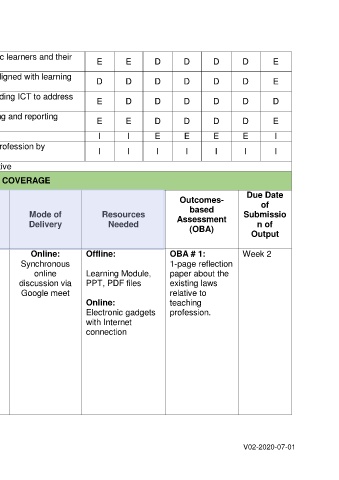 c learners and their E E D D D D E
ligned with learning D D D D D D E
ding ICT to address E D D D D D D
g and reporting E E D D D D E
I I E E E E I
rofession by I I I I I I I
tive
COVERAGE
Mode of
Delivery
Resources
Needed
Outcomes-
based
Assessment
(OBA)
Due Date
of
Submissio
n of
Output
Online:
Synchronous
online
discussion via
Google meet
Offline:
Learning Module,
PPT, PDF files
Online:
Electronic gadgets
with Internet
connection
OBA # 1:
1-page reflection
paper about the
existing laws
relative to
teaching
profession.
Week 2
V02-2020-07-01